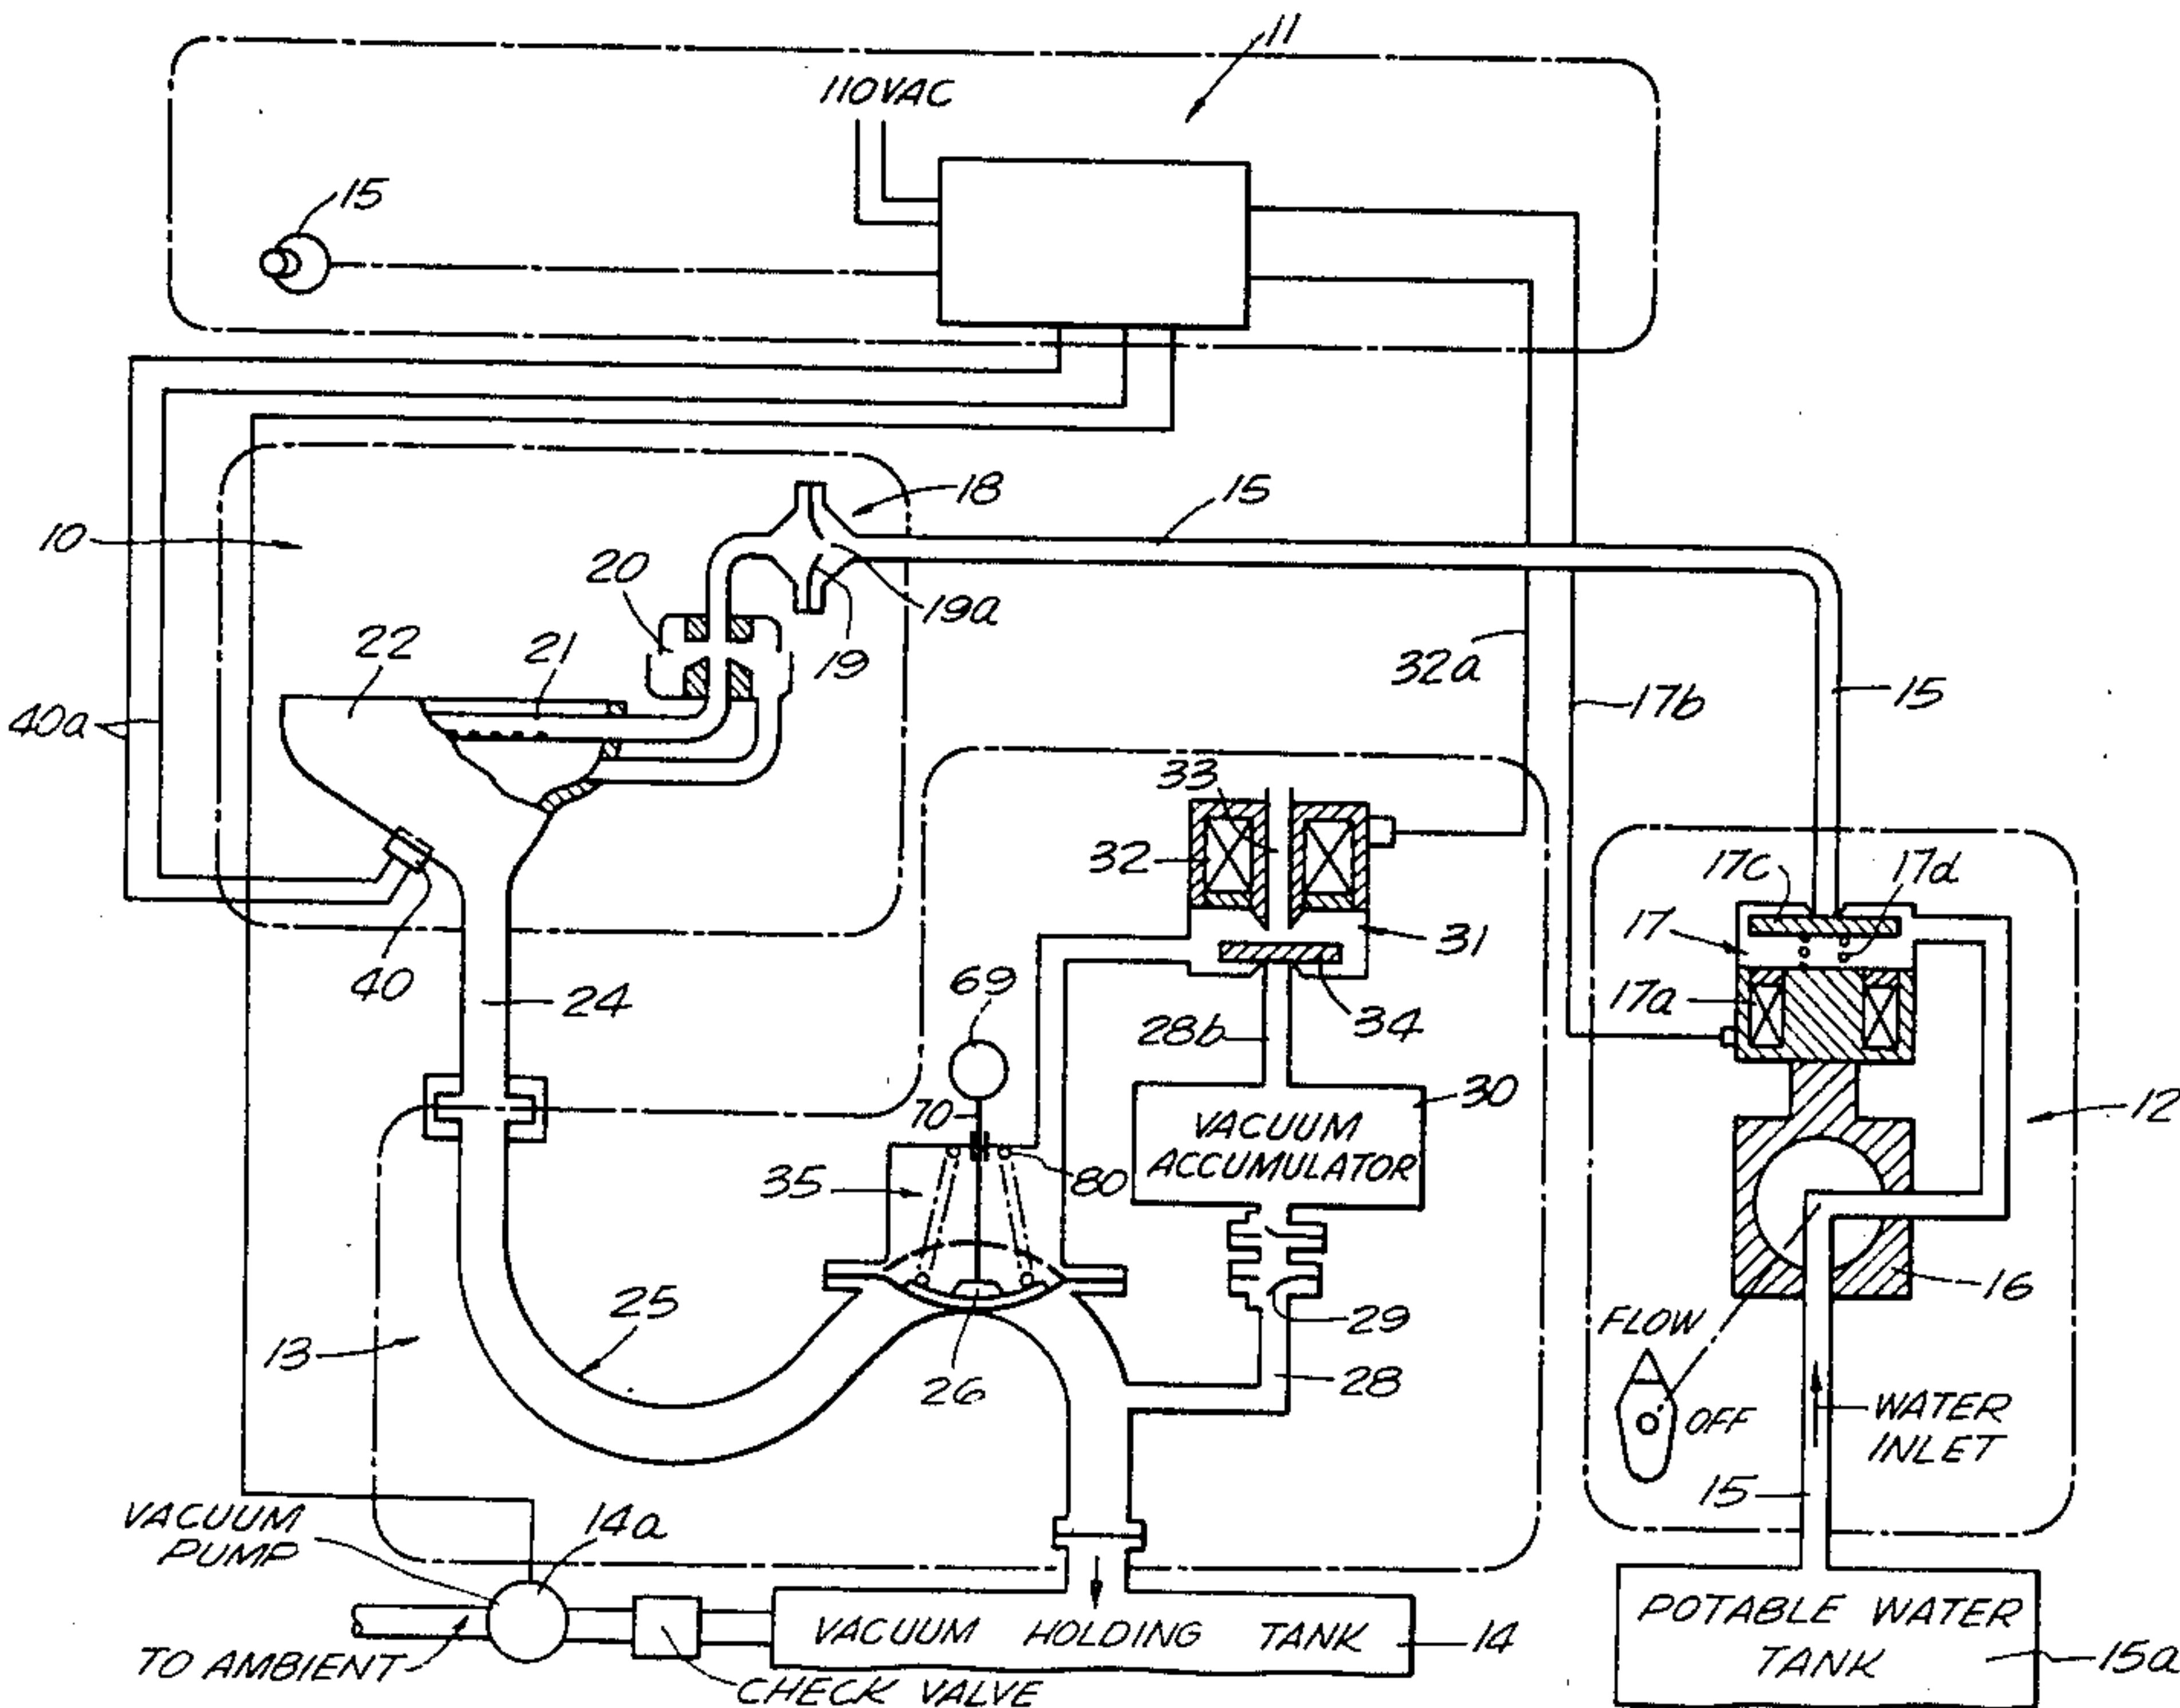 11
110VAC
15
18
15
10
20
19a
19
22
21
32a
15
40a
17b
33
32
17c
17d
17
31
40
24
69
17a
34
28b
70
30
12
VACUUM
ACCUMULATOR
35
80
16
25
29
FLOW
13
26
28
OFF
WATER
INLET
VACUUM
PUMP
14a
15
VACUUM HOLDING TANK
14
POTABLE WATER
TANK
TO AMBIENT
15a
CHECK VALVE